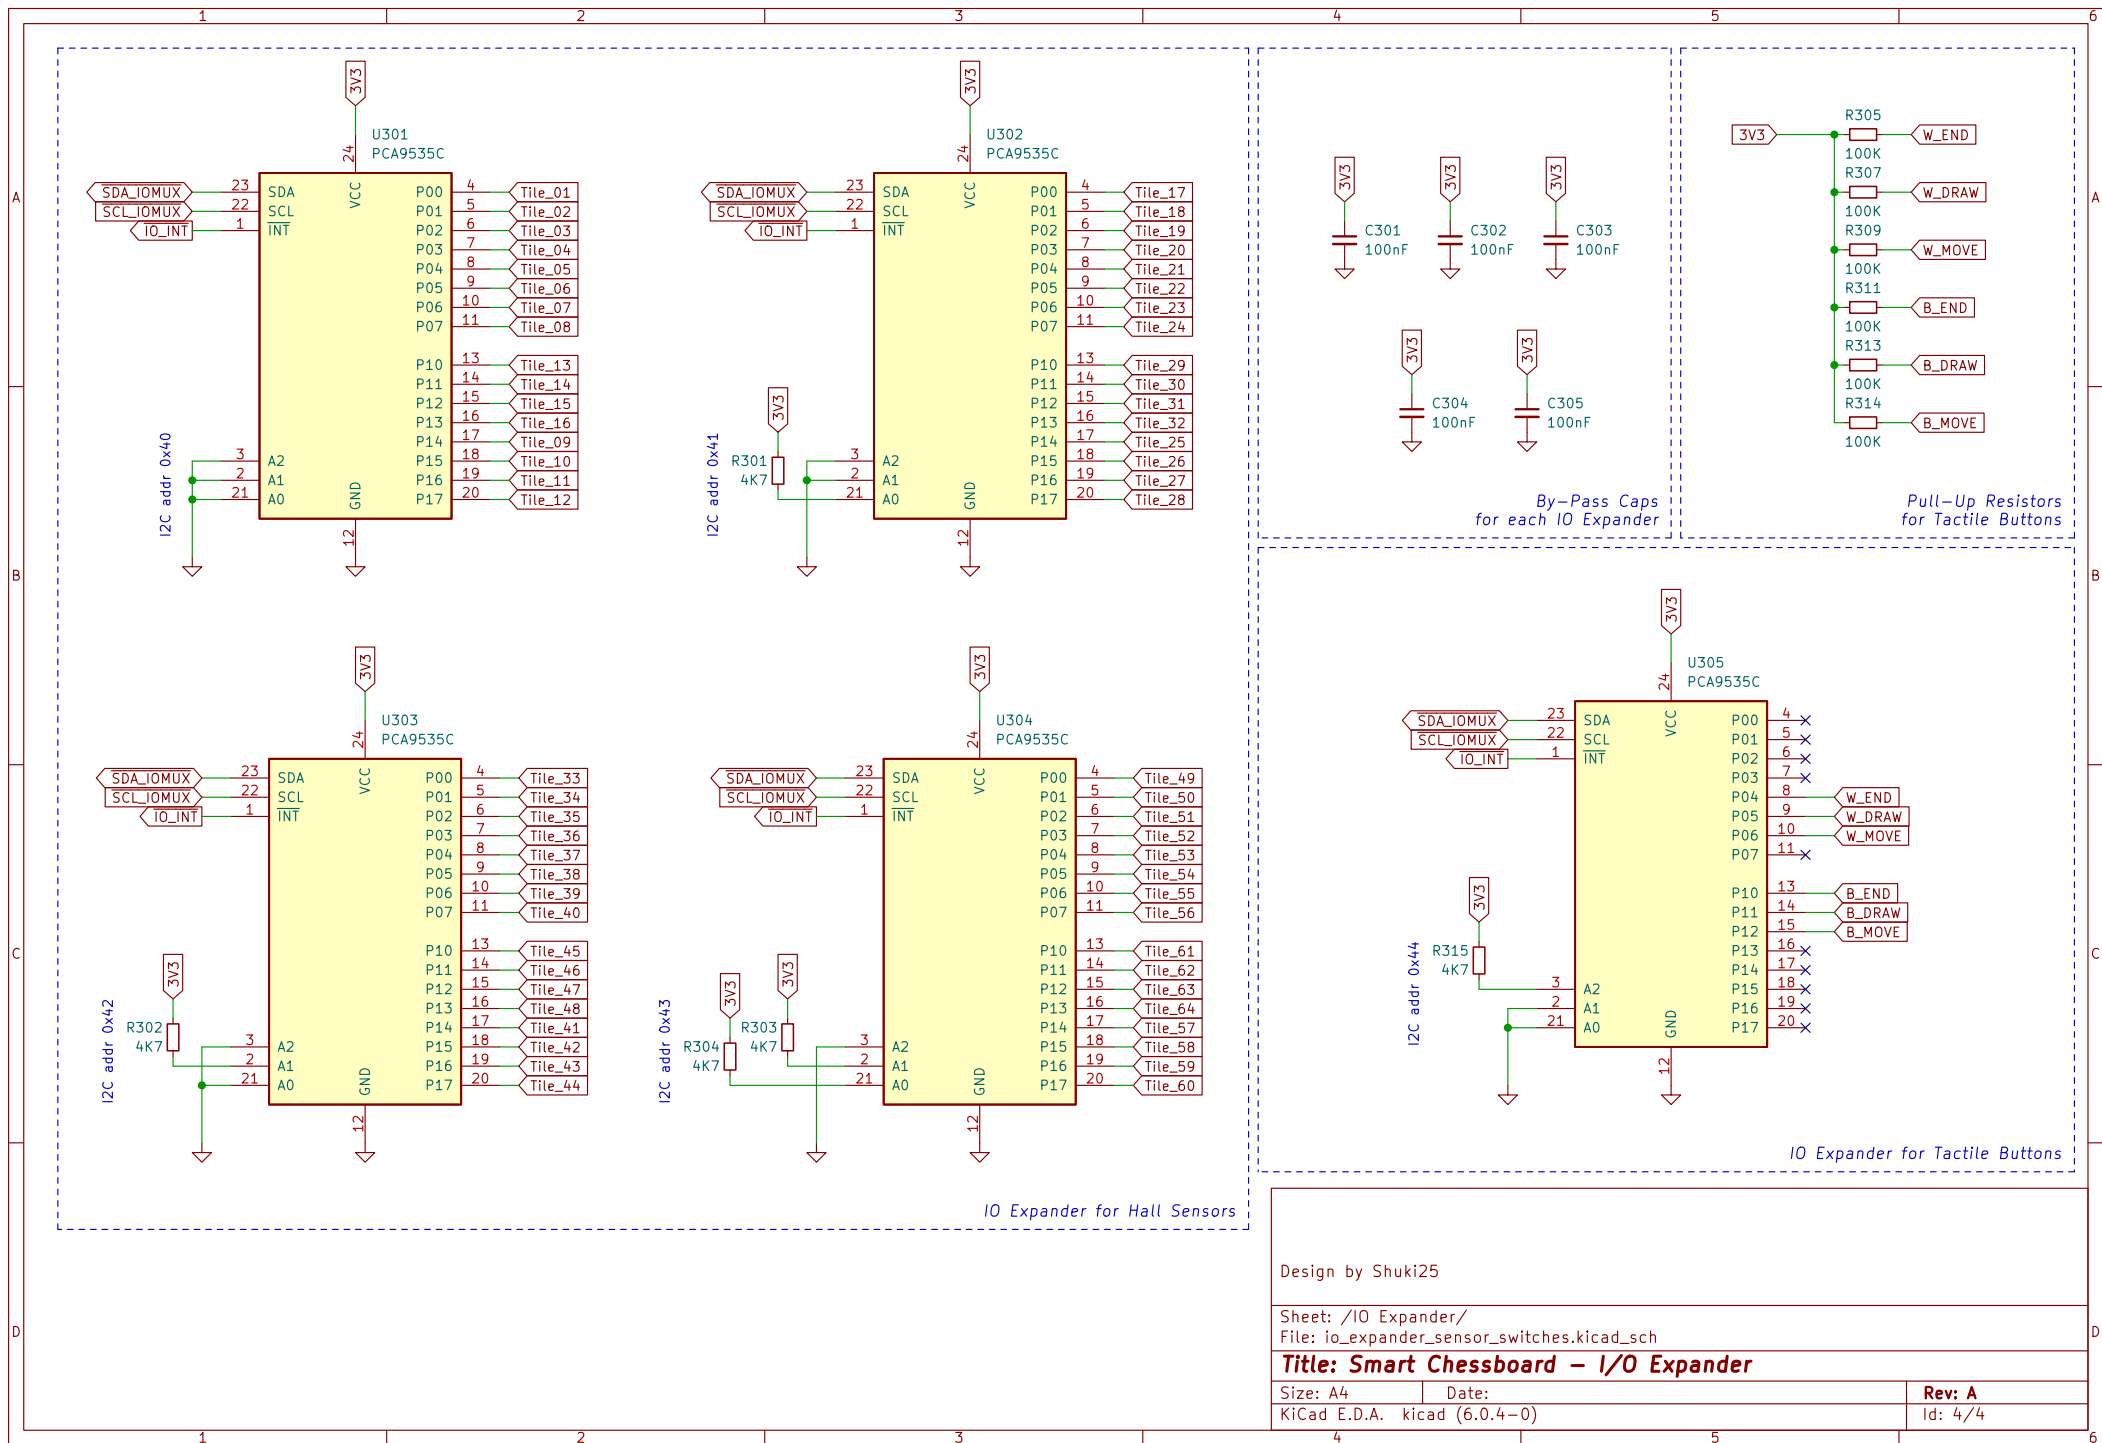 1 2 3 4 5 6
A
B
C
D
3V3
U301
PCA9535C
24
VCC
SDA_IOMUX 23 SDA P00 4 Tile_01
SCL_IOMUX 22 SCL P01 5 Tile_02
IO_INT 1 INT P02 6 Tile_03
P03 7 Tile_04
P04 8 Tile_05
P05 9 Tile_06
P06 10 Tile_07
P07 11 Tile_08
P10 13 Tile_13
P11 14 Tile_14
P12 15 Tile_15
P13 16 Tile_16
P14 17 Tile_09
3 A2 P15 18 Tile_10
2 A1 P16 19 Tile_11
21 A0 P17 20 Tile_12
GND
12
I2C addr 0x40
3V3
U302
PCA9535C
24
VCC
SDA_IOMUX 23 SDA P00 4 Tile_17
SCL_IOMUX 22 SCL P01 5 Tile_18
IO_INT 1 INT P02 6 Tile_19
P03 7 Tile_20
P04 8 Tile_21
P05 9 Tile_22
P06 10 Tile_23
P07 11 Tile_24
P10 13 Tile_29
P11 14 Tile_30
P12 15 Tile_31
P13 16 Tile_32
P14 17 Tile_25
3 A2 P15 18 Tile_26
2 A1 P16 19 Tile_27
21 A0 P17 20 Tile_28
GND
12
3V3
R301
4K7
I2C addr 0x41
3V3 3V3 3V3
C301 C302 C303
100nF 100nF 100nF
3V3 3V3
C304 C305
100nF 100nF
By-Pass Caps
for each IO Expander
3V3
R305
W_END
100K
R307
W_DRAW
100K
R309
W_MOVE
100K
R311
B_END
100K
R313
B_DRAW
100K
R314
B_MOVE
100K
Pull-Up Resistors
for Tactile Buttons
3V3
U303
PCA9535C
24
VCC
SDA_IOMUX 23 SDA P00 4 Tile_33
SCL_IOMUX 22 SCL P01 5 Tile_34
IO_INT 1 INT P02 6 Tile_35
P03 7 Tile_36
P04 8 Tile_37
P05 9 Tile_38
P06 10 Tile_39
P07 11 Tile_40
P10 13 Tile_45
P11 14 Tile_46
P12 15 Tile_47
P13 16 Tile_48
P14 17 Tile_41
3 A2 P15 18 Tile_42
2 A1 P16 19 Tile_43
21 A0 P17 20 Tile_44
GND
12
3V3
R302
4K7
I2C addr 0x42
3V3
U304
PCA9535C
24
VCC
SDA_IOMUX 23 SDA P00 4 Tile_49
SCL_IOMUX 22 SCL P01 5 Tile_50
IO_INT 1 INT P02 6 Tile_51
P03 7 Tile_52
P04 8 Tile_53
P05 9 Tile_54
P06 10 Tile_55
P07 11 Tile_56
P10 13 Tile_61
P11 14 Tile_62
P12 15 Tile_63
P13 16 Tile_64
P14 17 Tile_57
3 A2 P15 18 Tile_58
2 A1 P16 19 Tile_59
21 A0 P17 20 Tile_60
GND
12
3V3 3V3
R303
4K7
R304
4K7
I2C addr 0x43
IO Expander for Hall Sensors
3V3
U305
PCA9535C
24
VCC
SDA_IOMUX 23 SDA P00 4
SCL_IOMUX 22 SCL P01 5
IO_INT 1 INT P02 6
P03 7
P04 8 W_END
P05 9 W_DRAW
P06 10 W_MOVE
P07 11
P10 13 B_END
P11 14 B_DRAW
P12 15 B_MOVE
P13 16
P14 17
3 A2 P15 18
2 A1 P16 19
21 A0 P17 20
GND
12
3V3
R315
4K7
I2C addr 0x44
IO Expander for Tactile Buttons
Design by Shuki25
Sheet: /IO Expander/
File: io_expander_sensor_switches.kicad_sch
Title: Smart Chessboard - I/O Expander
Size: A4 Date: Rev: A
KiCad E.D.A. kicad (6.0.4-0) Id: 4/4
A
B
C
D
1 2 3 4 5 6